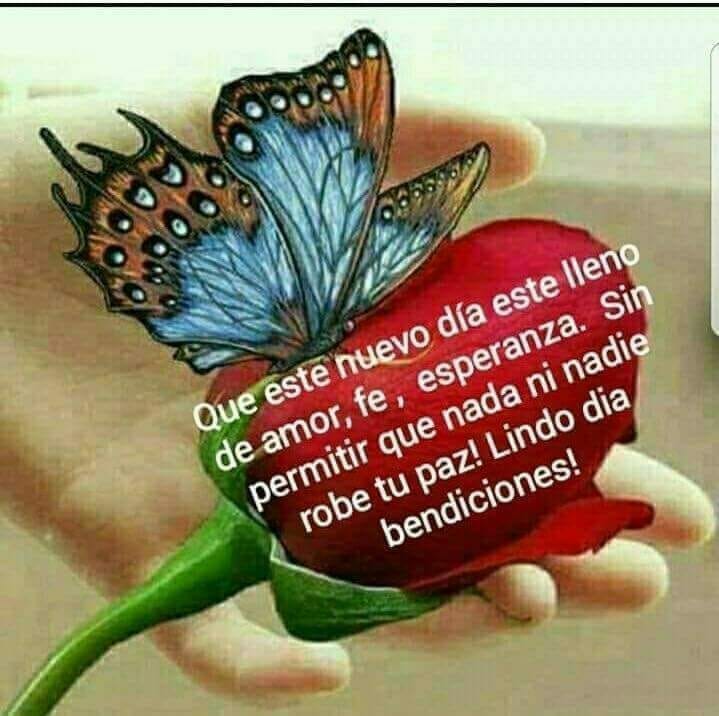 Que este nuevo día este lleno
de amor, fe , esperanza. Sin
permitir que nada ni nadie
robe tu paz! Lindo dia
bendiciones!